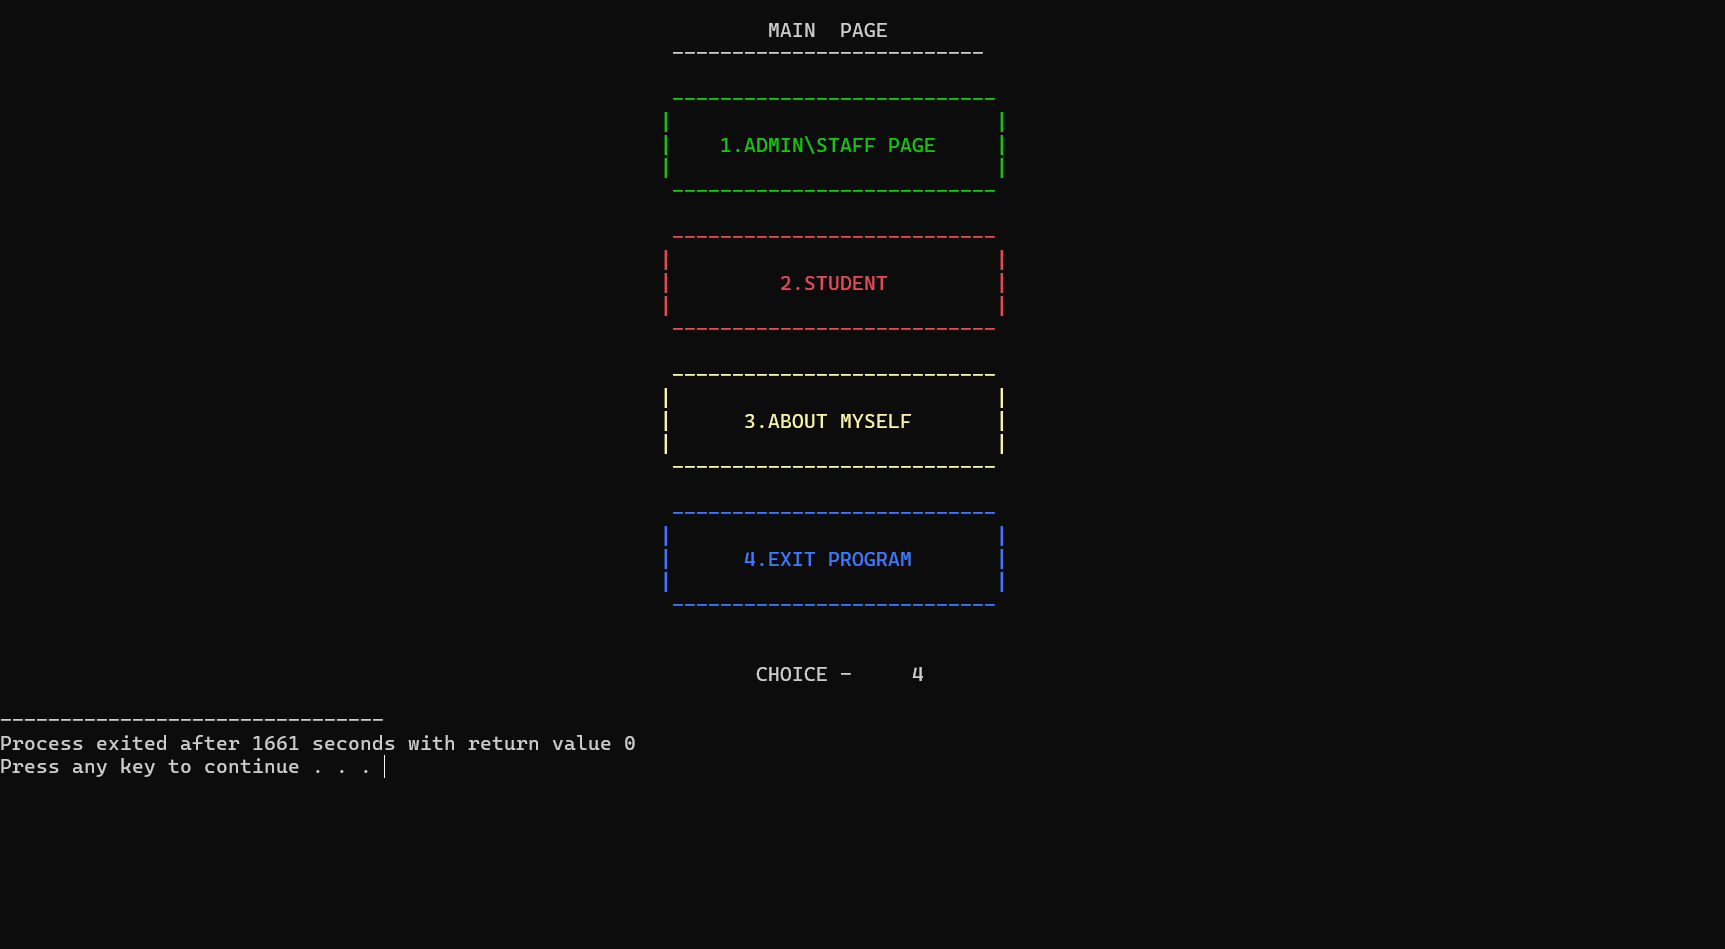 MAIN  PAGE
--------------------------
---------------------------
|                           |
|    1.ADMIN\STAFF PAGE     |
|                           |
---------------------------
---------------------------
|                           |
|         2.STUDENT         |
|                           |
---------------------------
---------------------------
|                           |
|      3.ABOUT MYSELF       |
|                           |
---------------------------
---------------------------
|                           |
|      4.EXIT PROGRAM       |
|                           |
---------------------------
CHOICE -     4
--------------------------------
Process exited after 1661 seconds with return value 0
Press any key to continue . . .